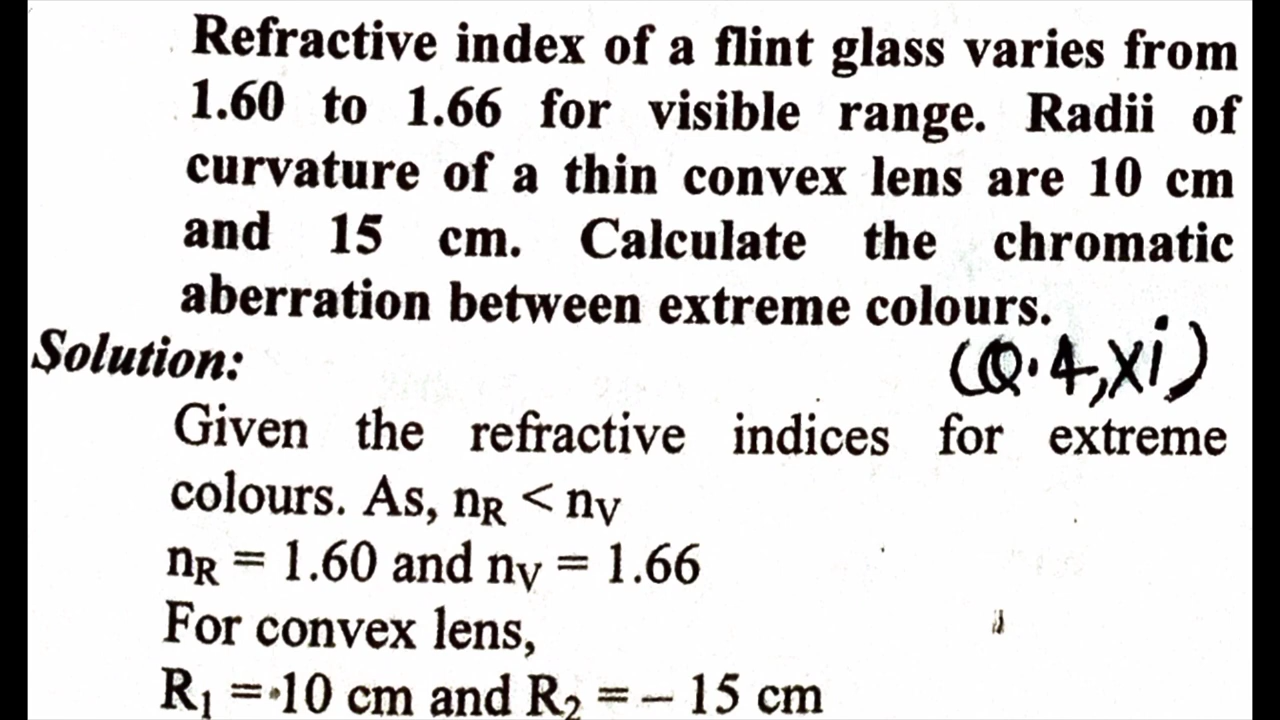 Refractive index of a flint glass varies from
1.60 to 1.66 for visible range. Radii of
curvature of a thin convex lens are 10 cm
and 15 cm. Calculate the chromatic
aberration between extreme colours.
Solution:
(Q.4,xi)
Given the refractive indices for extreme
colours. As, nR < nV
nR = 1.60 and nV = 1.66
For convex lens,
R1 = 10 cm and R2 = – 15 cm